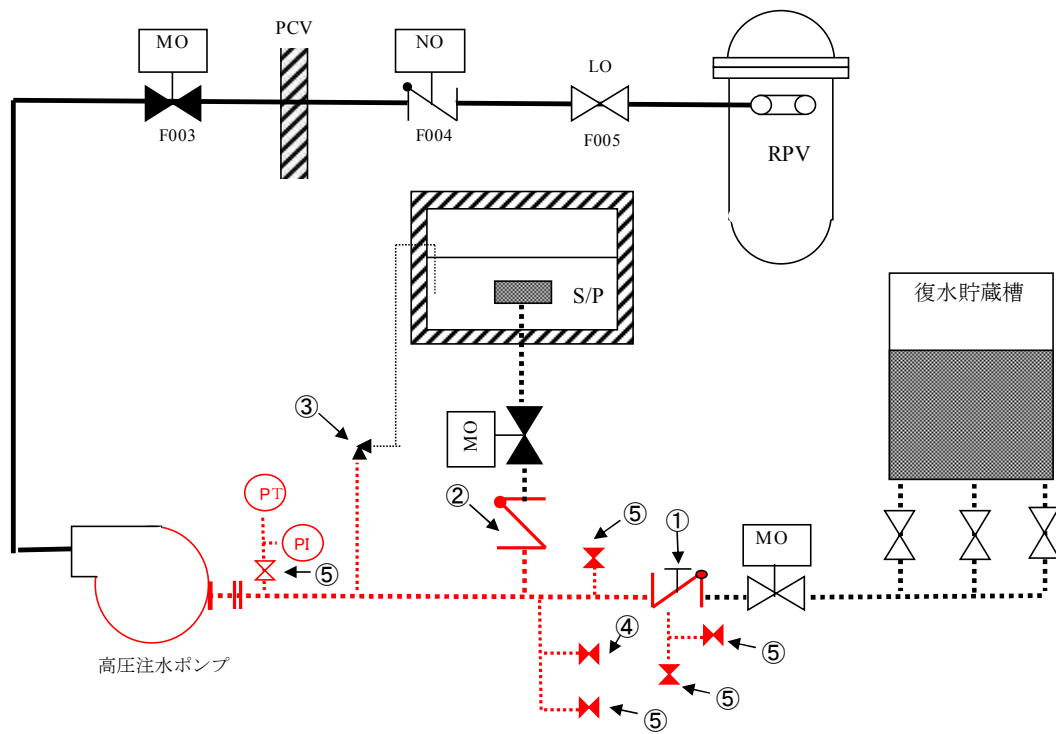 PCV
MO
NO
LO
F003
F004
F005
RPV
S/P
復水貯蔵槽
③
MO
②
⑤
①
MO
PT
PI
⑤
高圧注水ポンプ
④
⑤
⑤
⑤